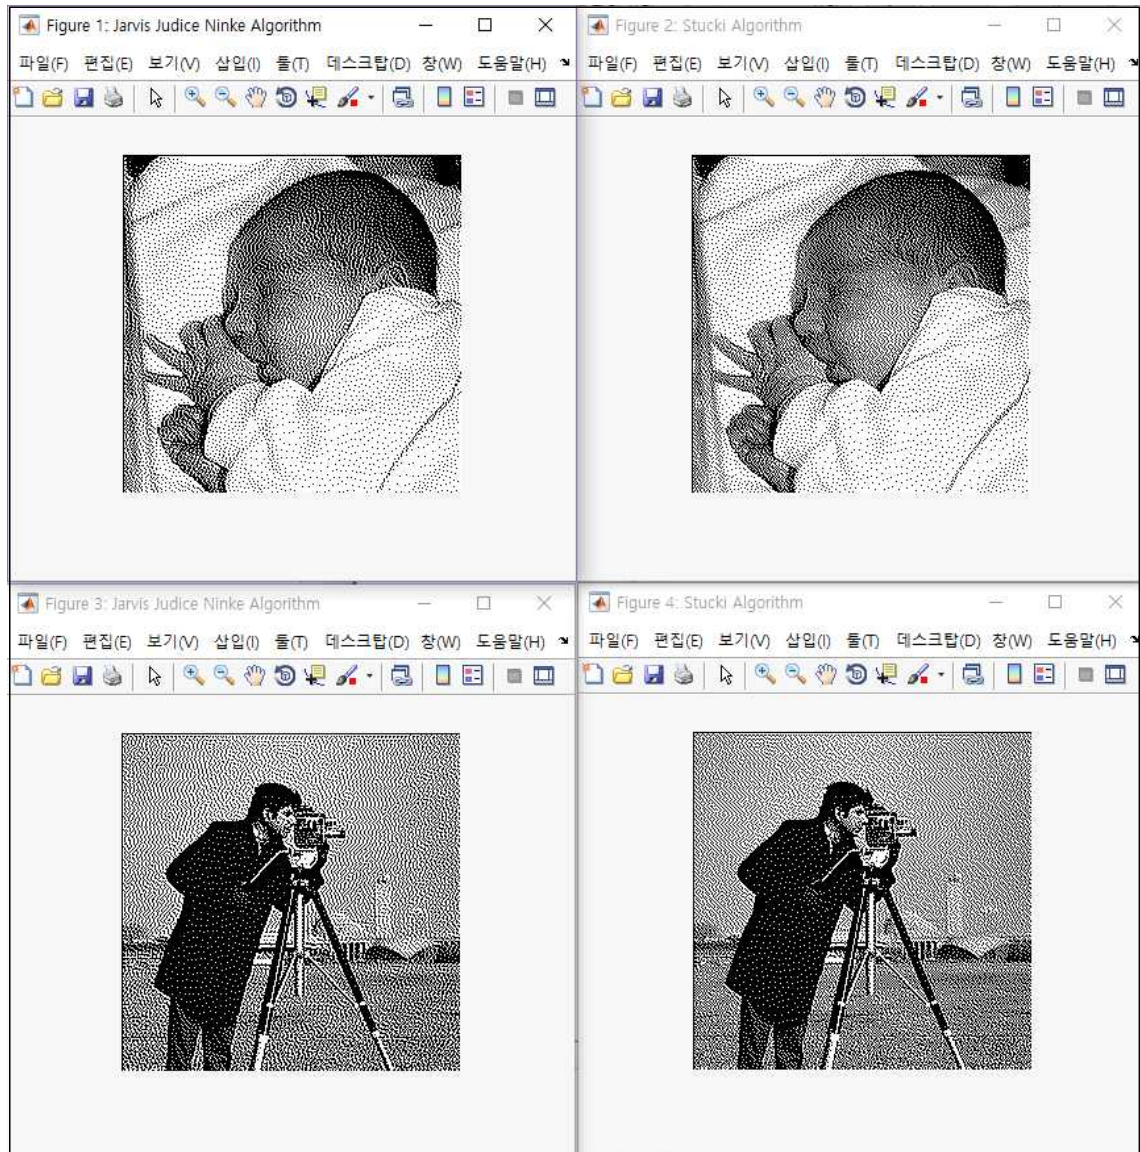 Figure 1: Jarvis Judice Ninke Algorithm
파일(F) 편집(E) 보기(V) 삽입(I) 툴(T) 데스크탑(D) 창(W) 도움말(H)
Figure 2: Stucki Algorithm
파일(F) 편집(E) 보기(V) 삽입(I) 툴(T) 데스크탑(D) 창(W) 도움말(H)
Figure 3: Jarvis Judice Ninke Algorithm
파일(F) 편집(E) 보기(V) 삽입(I) 툴(T) 데스크탑(D) 창(W) 도움말(H)
Figure 4: Stucki Algorithm
파일(F) 편집(E) 보기(V) 삽입(I) 툴(T) 데스크탑(D) 창(W) 도움말(H)